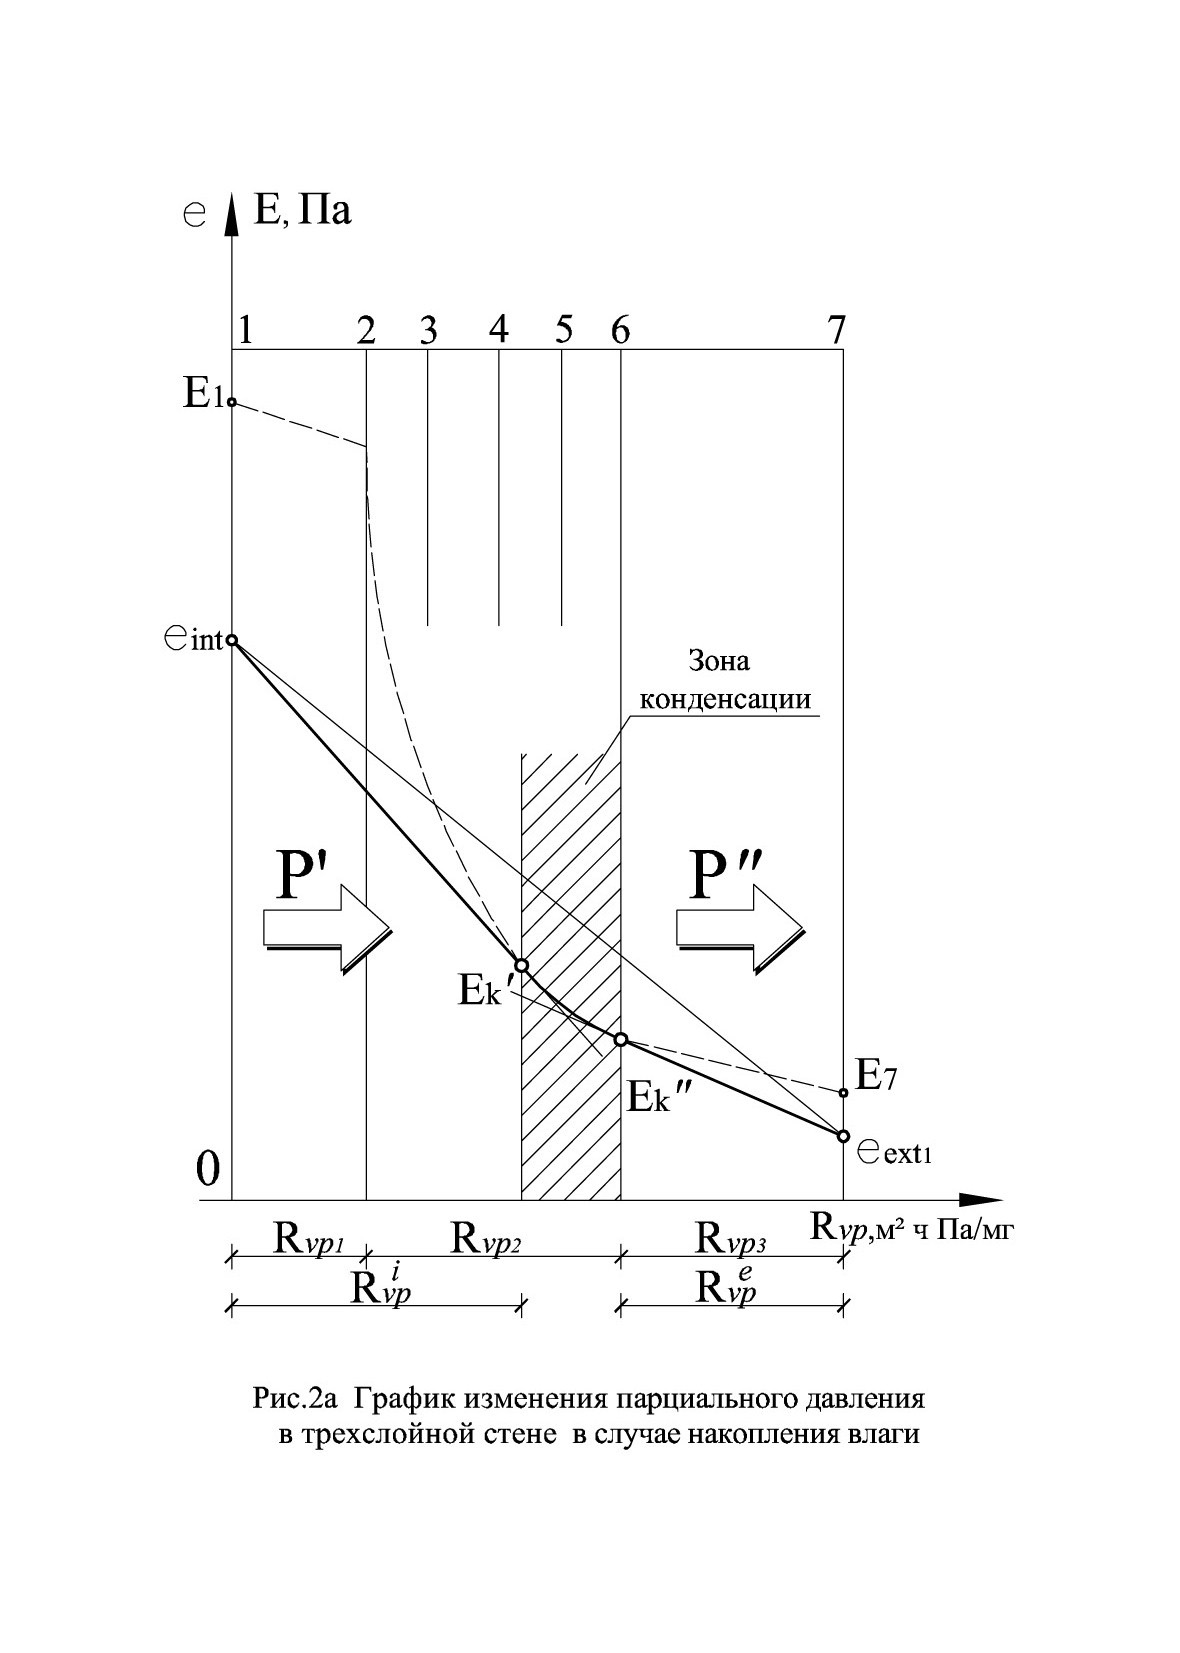 e E, Па
1 2 3 4 5 6 7
E1
eint
Зона
конденсации
P' P"
Ek'
E7
Ek"
eext1
0
Rvp,м² ч Па/мг
Rvp1 Rvp2 Rvp3
Rvp^i Rvp^e
Рис.2а График изменения парциального давления
в трехслойной стене в случае накопления влаги